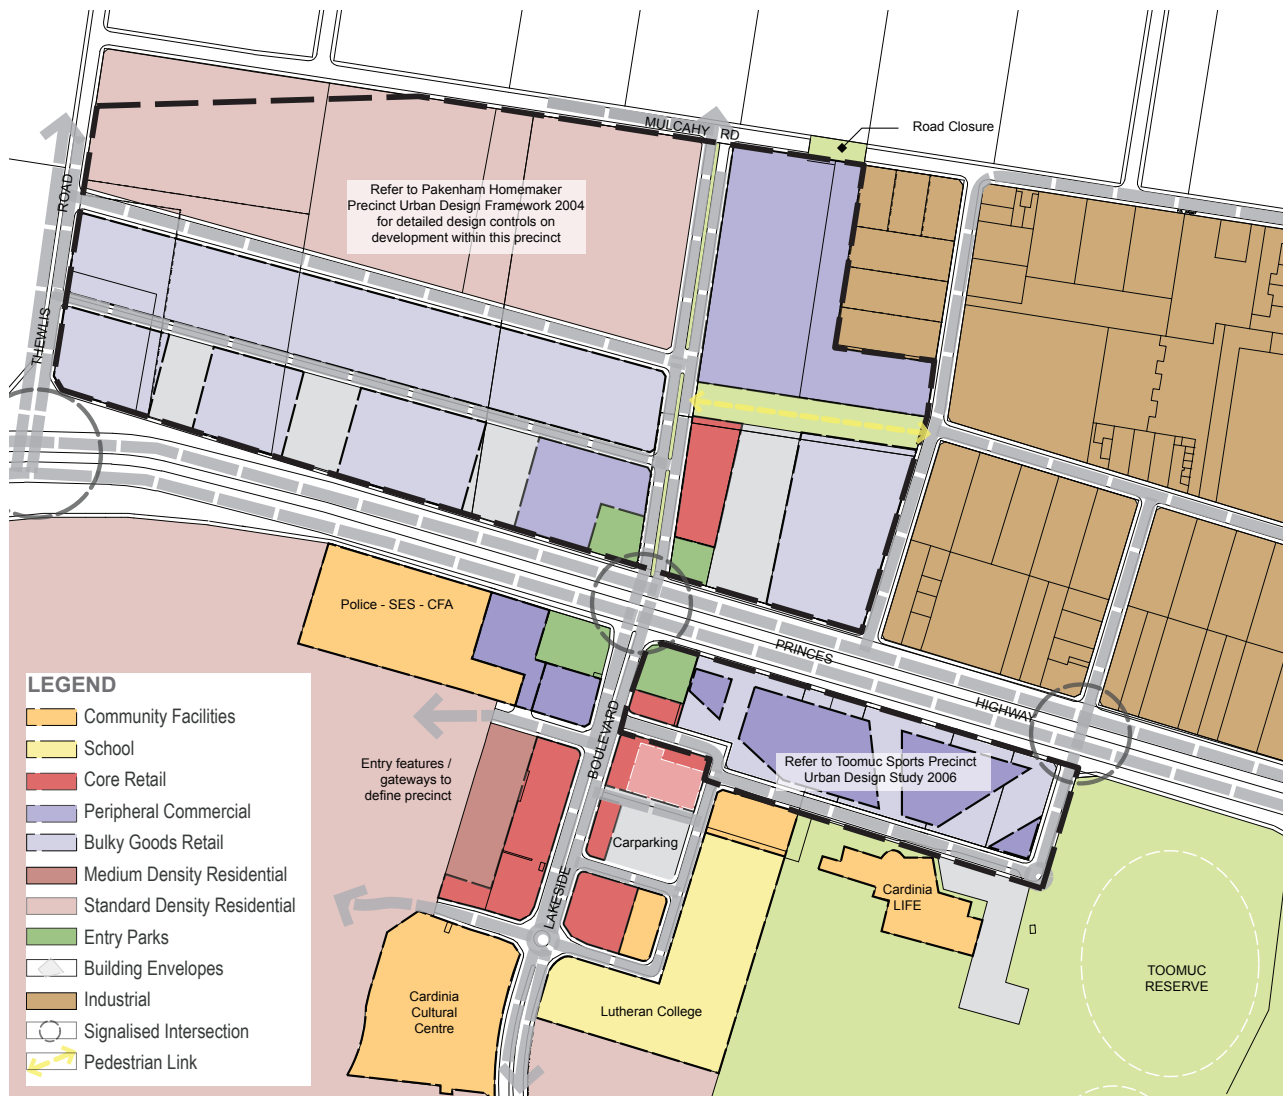 MULCAHY RD
Road Closure
Refer to Pakenham Homemaker
Precinct Urban Design Framework 2004
for detailed design controls on
development within this precinct
THEWLIS ROAD
Police - SES - CFA
PRINCES HIGHWAY
LEGEND
Community Facilities
School
Core Retail
Peripheral Commercial
Bulky Goods Retail
Medium Density Residential
Standard Density Residential
Entry Parks
Building Envelopes
Industrial
Signalised Intersection
Pedestrian Link
Entry features /
gateways to
define precinct
LAKESIDE BOULEVARD
Refer to Toomuc Sports Precinct
Urban Design Study 2006
Carparking
Cardinia
LIFE
TOOMUC
RESERVE
Cardinia
Cultural
Centre
Lutheran College